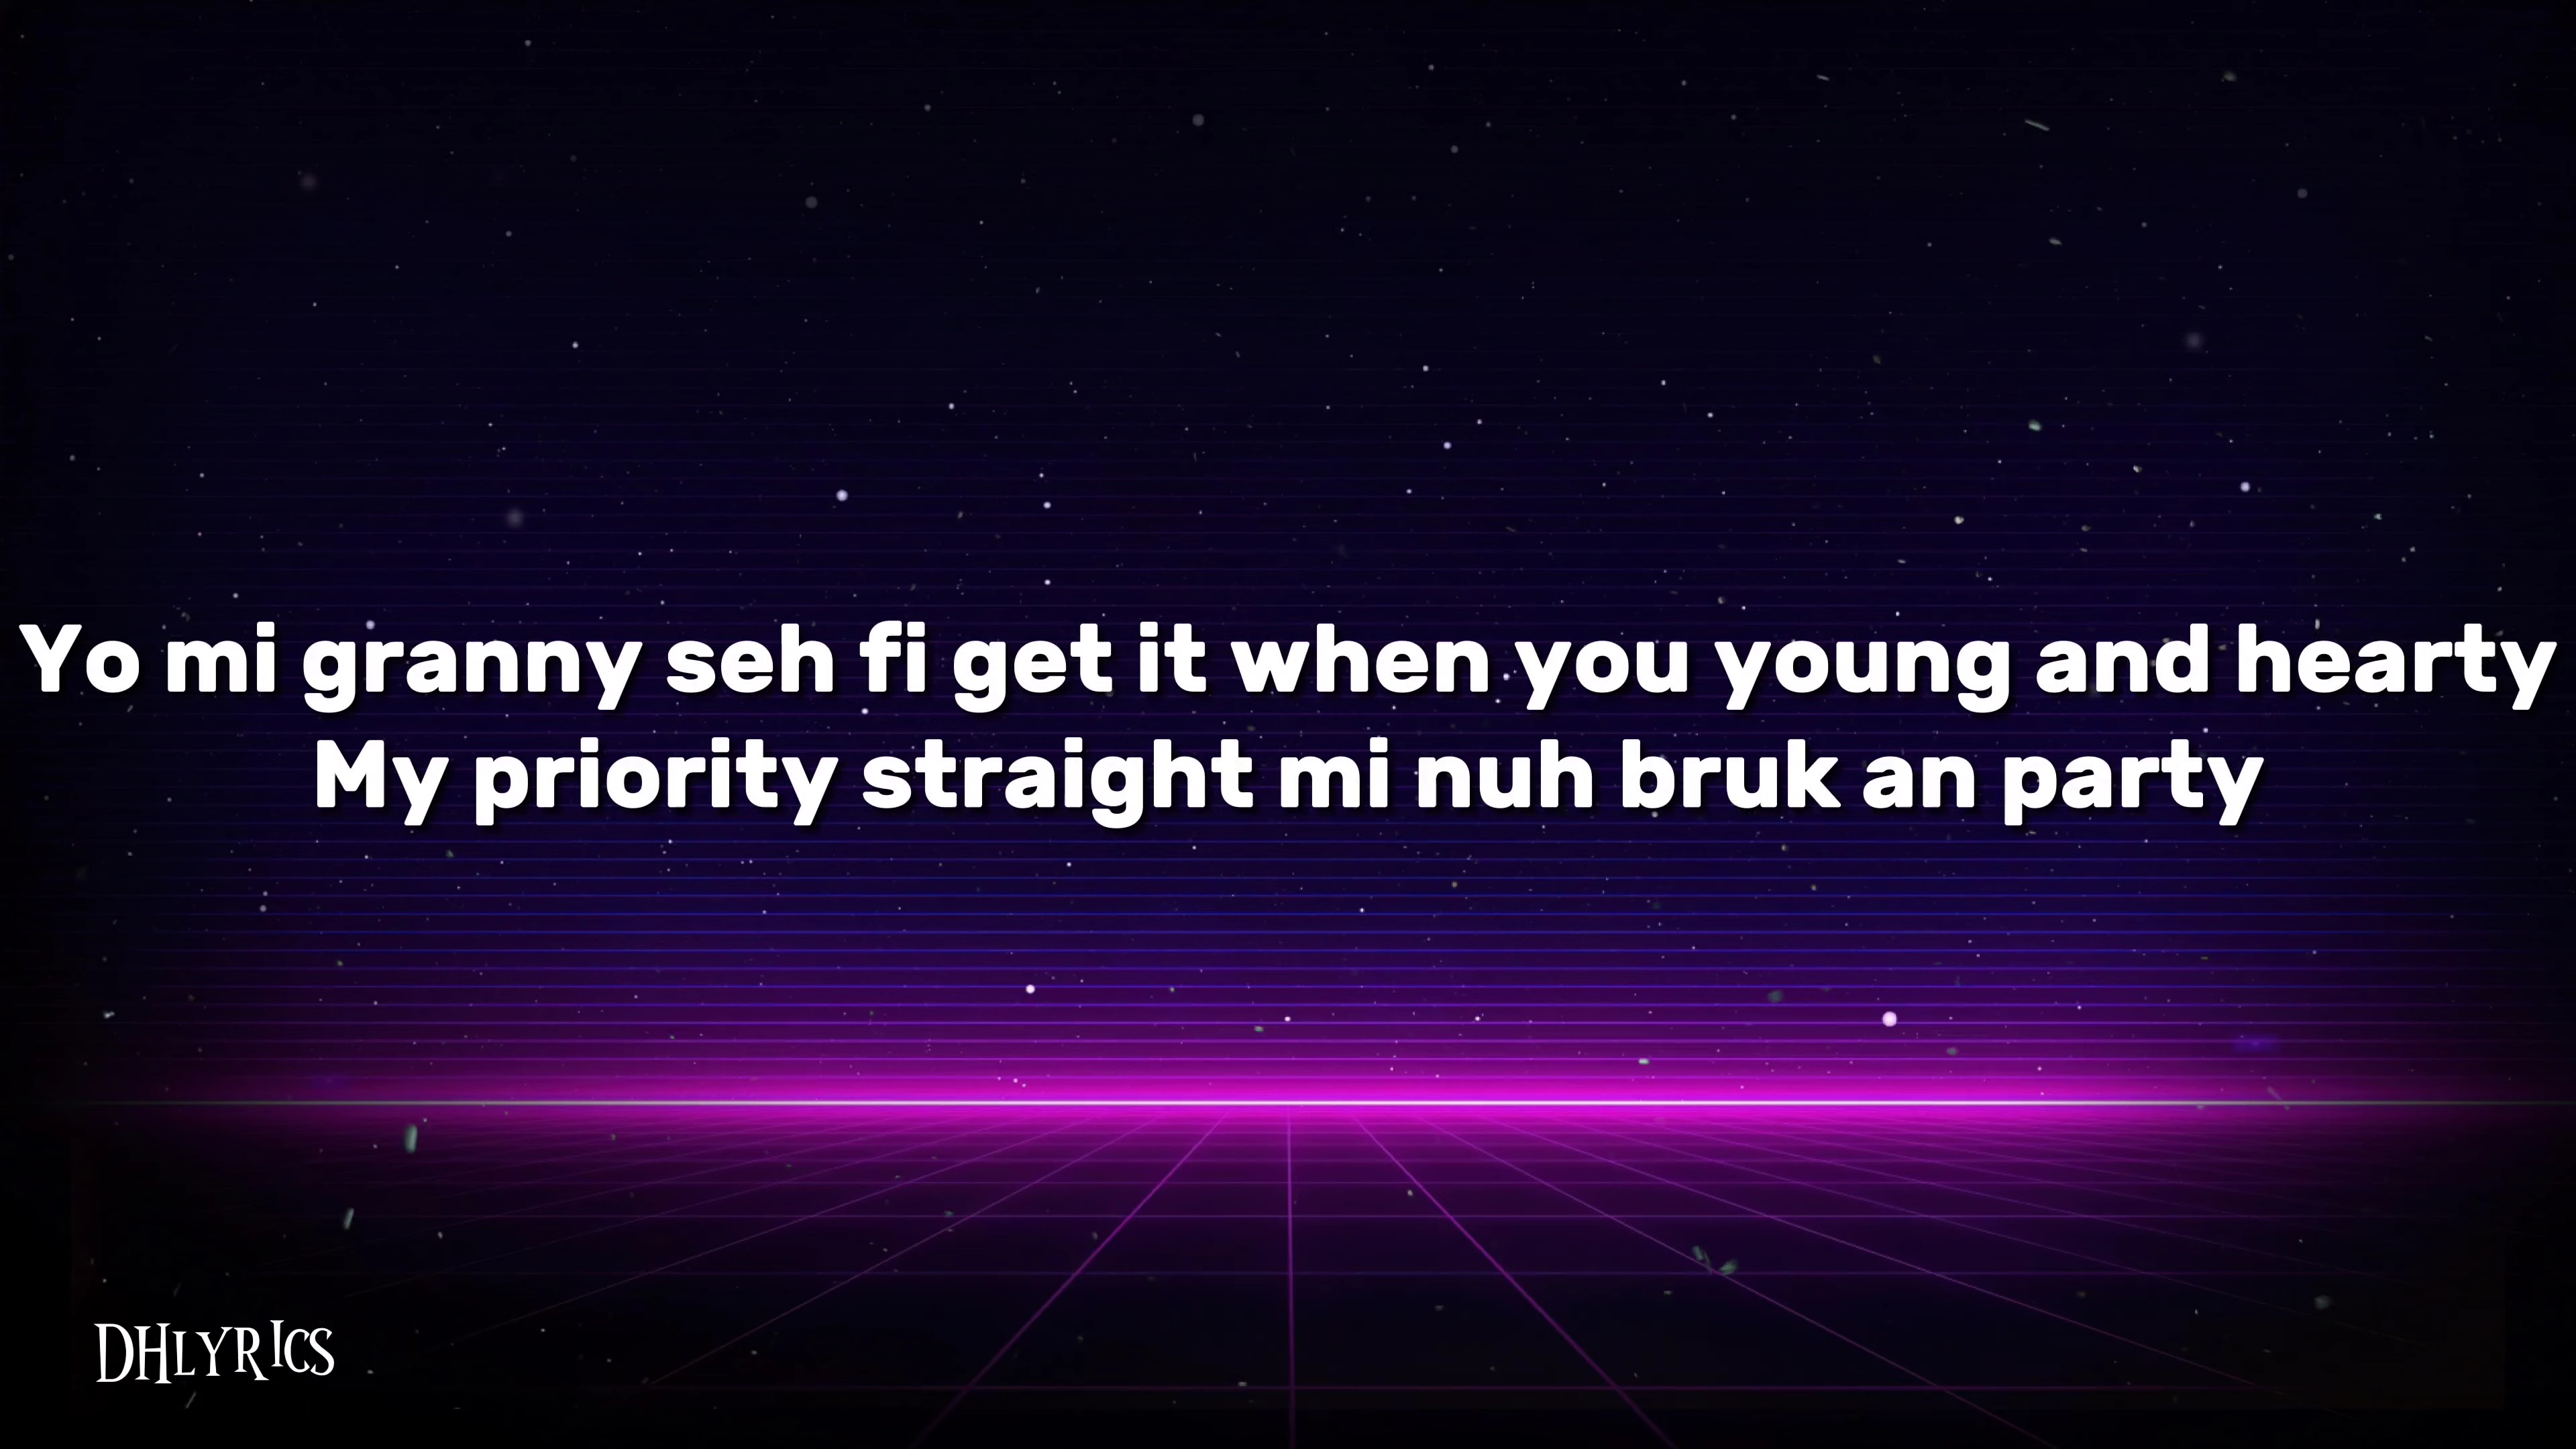 Yo mi granny seh fi get it when you young and hearty
My priority straight mi nuh bruk an party
DHLYRICS